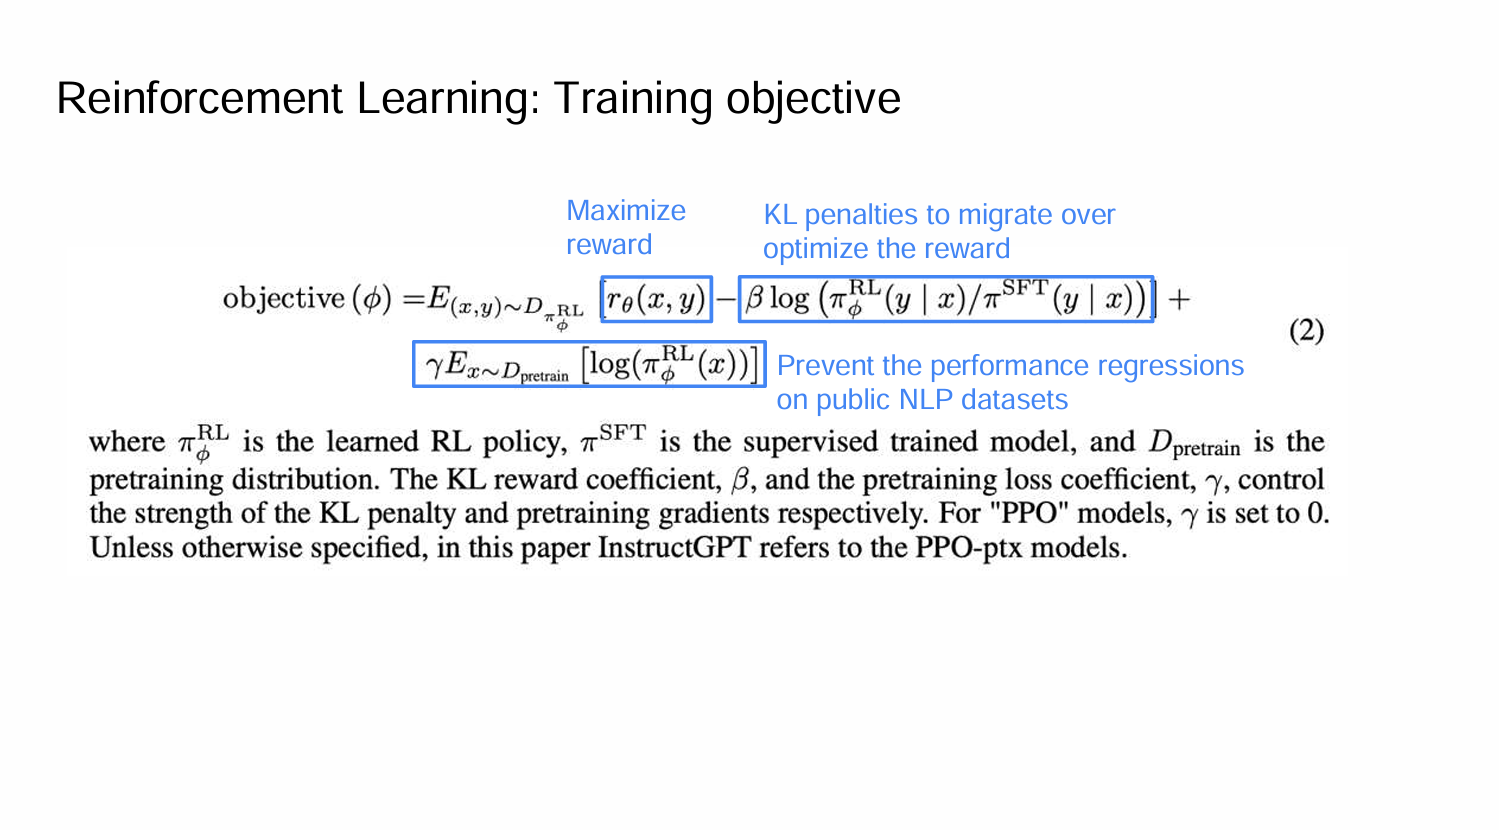 Reinforcement Learning: Training objective
Maximize
reward
KL penalties to migrate over
optimize the reward
objective (ϕ) =E_{(x,y)∼D_{π_ϕ^{RL}}} [r_θ(x, y) − β log (π_ϕ^{RL}(y | x)/π^{SFT}(y | x))] +
(2)
γE_{x∼D_{pretrain}} [log(π_ϕ^{RL}(x))]
Prevent the performance regressions
on public NLP datasets
where π_ϕ^{RL} is the learned RL policy, π^{SFT} is the supervised trained model, and D_{pretrain} is the
pretraining distribution. The KL reward coefficient, β, and the pretraining loss coefficient, γ, control
the strength of the KL penalty and pretraining gradients respectively. For "PPO" models, γ is set to 0.
Unless otherwise specified, in this paper InstructGPT refers to the PPO-ptx models.